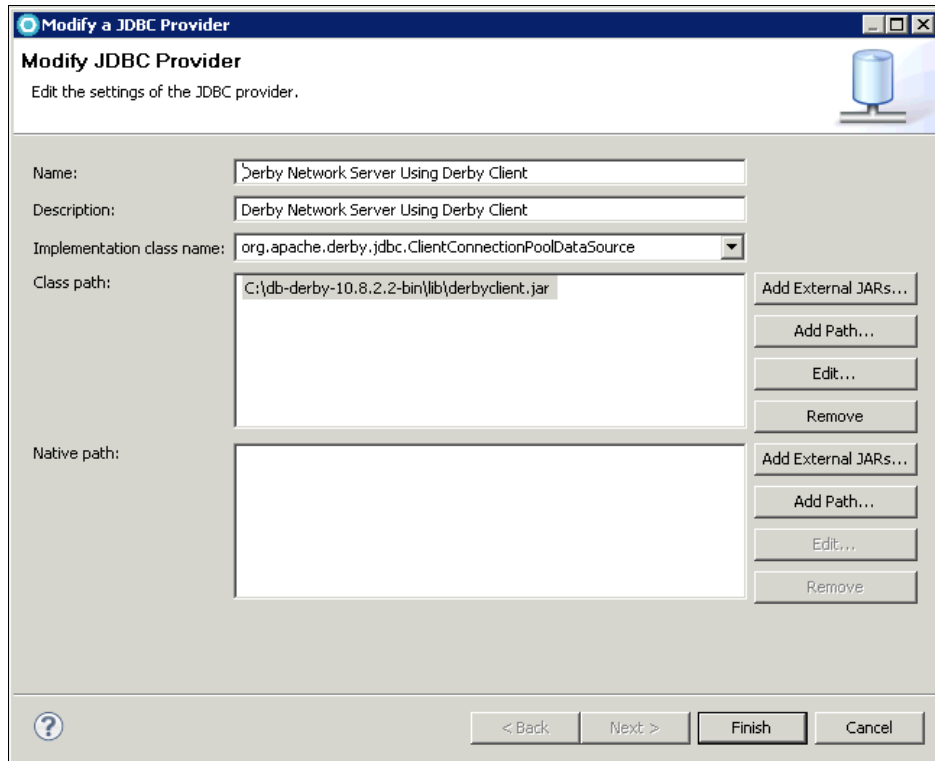 Modify a JDBC Provider
Modify JDBC Provider
Edit the settings of the JDBC provider.
Name:
Derby Network Server Using Derby Client
Description:
Derby Network Server Using Derby Client
Implementation class name:
org.apache.derby.jdbc.ClientConnectionPoolDataSource
Class path:
C:\db-derby-10.8.2.2-bin\lib\derbyclient.jar
Add External JARs...
Add Path...
Edit...
Remove
Native path:
Add External JARs...
Add Path...
Edit...
Remove
?
< Back
Next >
Finish
Cancel